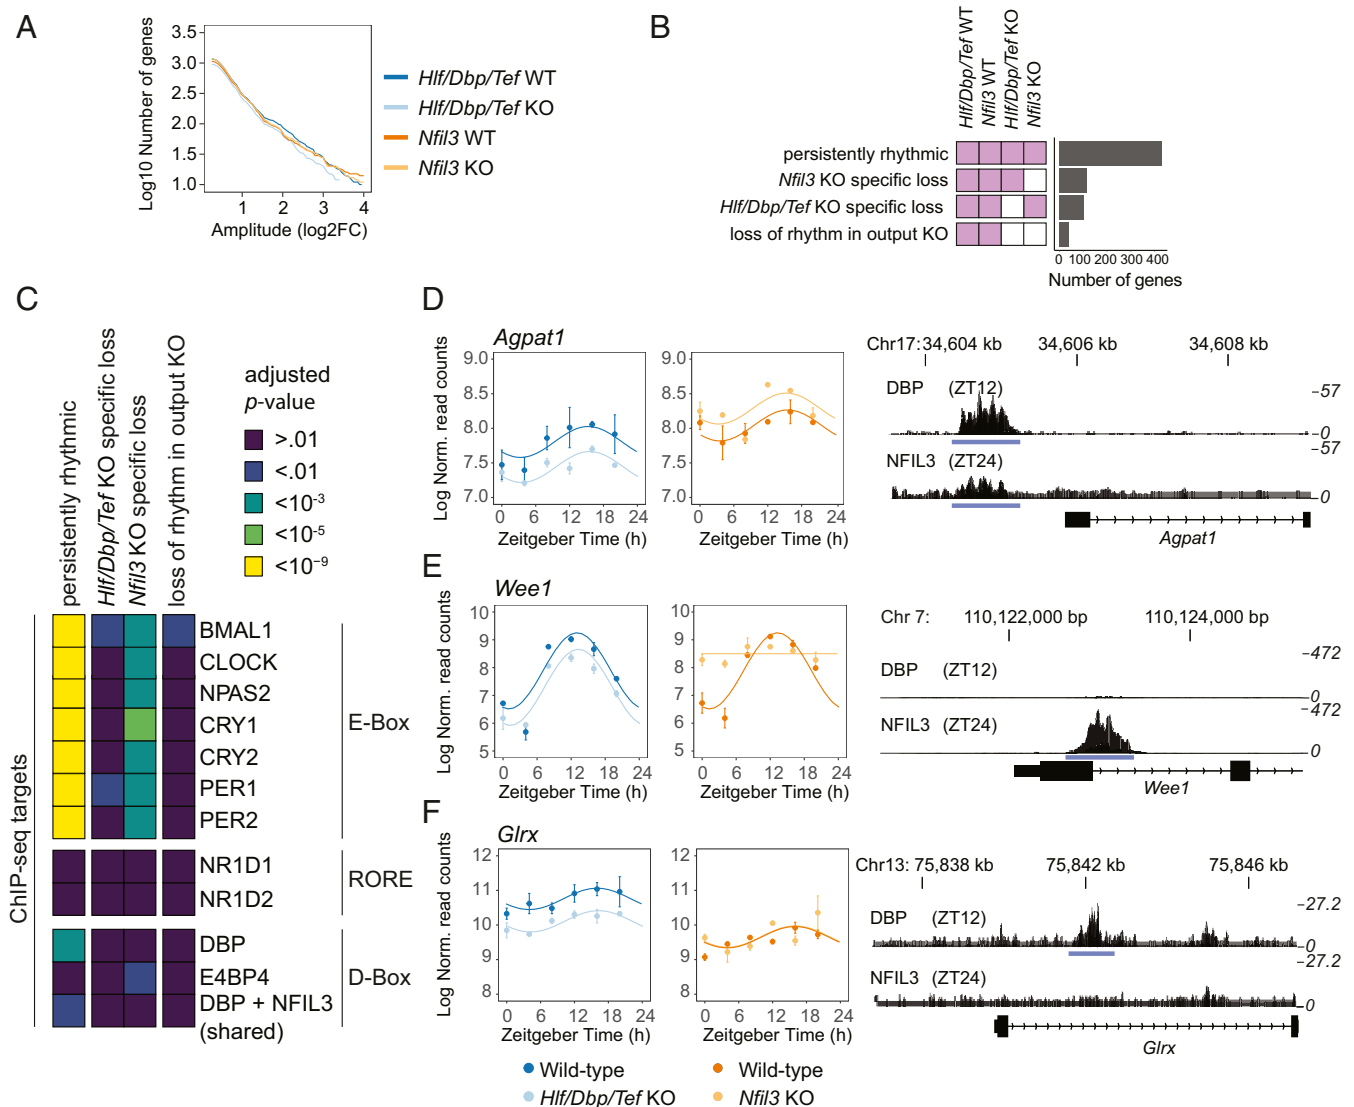 A
3.5
3.0
2.5
2.0
1.5
1.0
Log10 Number of genes
1 2 3 4
Amplitude (log2FC)
Hlf/Dbp/Tef WT
Hlf/Dbp/Tef KO
Nfil3 WT
Nfil3 KO
B
Hlf/Dbp/Tef WT
Nfil3 WT
Hlf/Dbp/Tef KO
Nfil3 KO
persistently rhythmic
Nfil3 KO specific loss
Hlf/Dbp/Tef KO specific loss
loss of rhythm in output KO
0 100 200 300 400
Number of genes
C
persistently rhythmic
Hlf/Dbp/Tef KO specific loss
Nfil3 KO specific loss
loss of rhythm in output KO
adjusted
p-value
>.01
<.01
<10⁻³
<10⁻⁵
<10⁻⁹
ChIP-seq targets
BMAL1
CLOCK
NPAS2
CRY1
CRY2
PER1
PER2
E-Box
NR1D1
NR1D2
RORE
DBP
E4BP4
DBP + NFIL3
(shared)
D-Box
D
Agpat1
Log Norm. read counts
9.0
8.5
8.0
7.5
7.0
0 6 12 18 24
Zeitgeber Time (h)
9.0
8.5
8.0
7.5
7.0
0 6 12 18 24
Zeitgeber Time (h)
Chr17: 34,604 kb 34,606 kb 34,608 kb
DBP (ZT12)
-57
-0
NFIL3 (ZT24)
-57
-0
Agpat1
E
Wee1
Log Norm. read counts
10
9
8
7
6
5
0 6 12 18 24
Zeitgeber Time (h)
10
9
8
7
6
5
0 6 12 18 24
Zeitgeber Time (h)
Chr 7: 110,122,000 bp 110,124,000 bp
DBP (ZT12)
-472
0
NFIL3 (ZT24)
-472
0
Wee1
F
Glrx
Log Norm. read counts
12
11
10
9
8
0 6 12 18 24
Zeitgeber Time (h)
12
11
10
9
8
0 6 12 18 24
Zeitgeber Time (h)
Chr13: 75,838 kb 75,842 kb 75,846 kb
DBP (ZT12)
-27.2
-0
NFIL3 (ZT24)
-27.2
-0
Glrx
Wild-type
Hlf/Dbp/Tef KO
Wild-type
Nfil3 KO